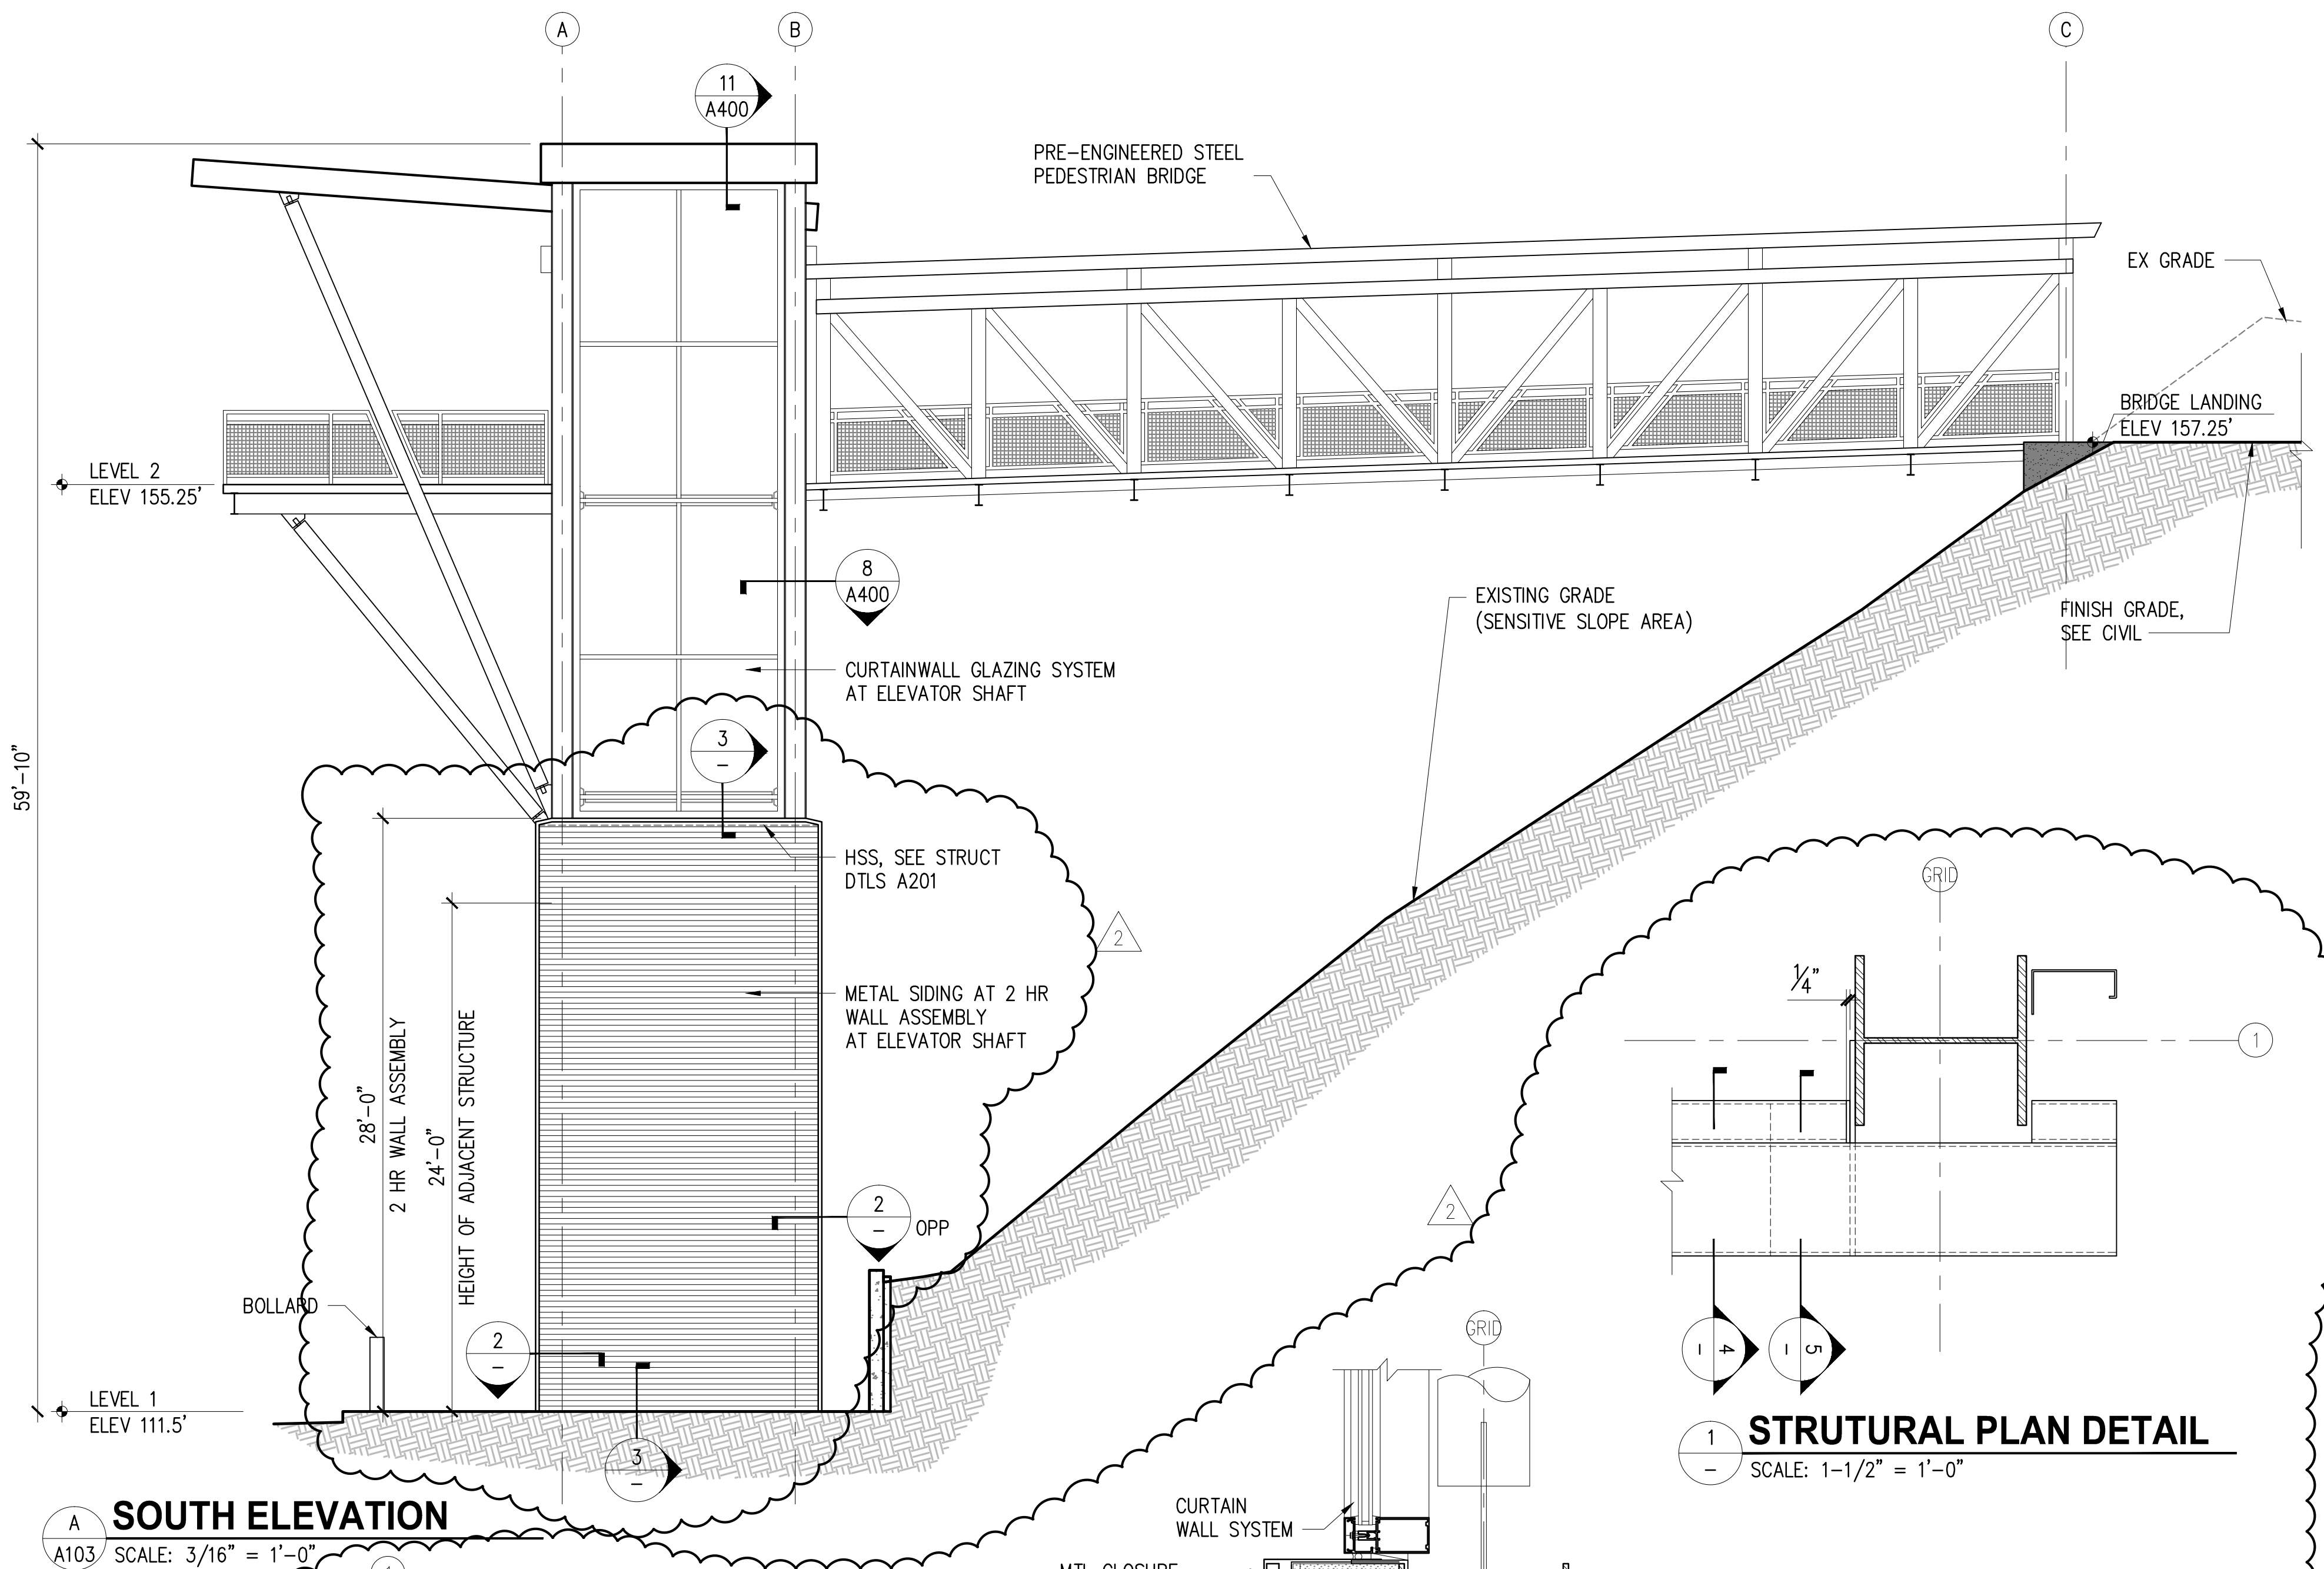 A
B
C
11
A400
PRE-ENGINEERED STEEL
PEDESTRIAN BRIDGE
EX GRADE
BRIDGE LANDING
ELEV 157.25'
LEVEL 2
ELEV 155.25'
8
A400
EXISTING GRADE
(SENSITIVE SLOPE AREA)
FINISH GRADE,
SEE CIVIL
CURTAINWALL GLAZING SYSTEM
AT ELEVATOR SHAFT
59'-10"
3
-
HSS, SEE STRUCT
DTLS A201
2
METAL SIDING AT 2 HR
WALL ASSEMBLY
AT ELEVATOR SHAFT
28'-0"
2 HR WALL ASSEMBLY
24'-0"
HEIGHT OF ADJACENT STRUCTURE
2
-
OPP
BOLLARD
2
-
LEVEL 1
ELEV 111.5'
3
-
A
A103
SOUTH ELEVATION
SCALE: 3/16" = 1'-0"
GRID
1/4"
1
2
4
-
5
-
1
-
STRUTURAL PLAN DETAIL
SCALE: 1-1/2" = 1'-0"
GRID
CURTAIN
WALL SYSTEM
MTL CLOSURE